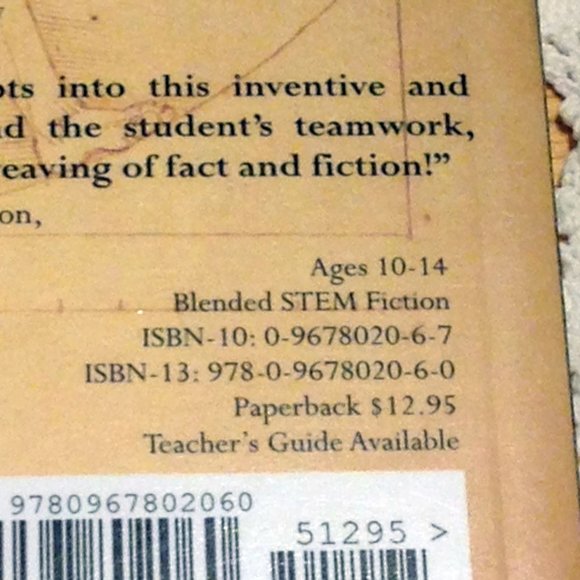 into this inventive and
the student's teamwork,
of fact and fiction!”
Ages 10-14
Blended STEM Fiction
ISBN-10: 0-9678020-6-7
ISBN-13: 978-0-9678020-6-0
Paperback $12.95
Teacher's Guide Available
9780967802060
51295 >